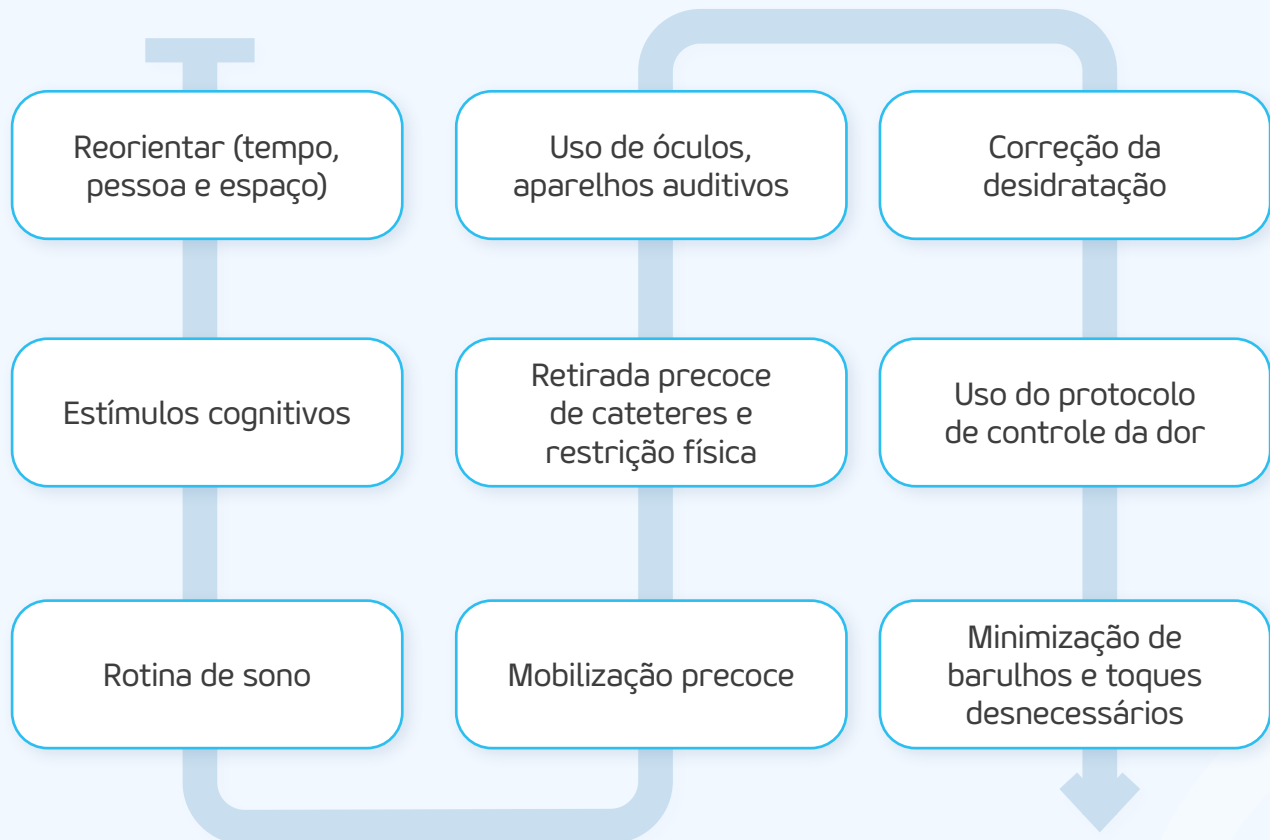 Reorientar (tempo,
pessoa e espaço)
Estímulos cognitivos
Rotina de sono
Mobilização precoce
Retirada precoce
de cateteres e
restrição física
Uso de óculos,
aparelhos auditivos
Correção da
desidratação
Uso do protocolo
de controle da dor
Minimização de
barulhos e toques
desnecessários